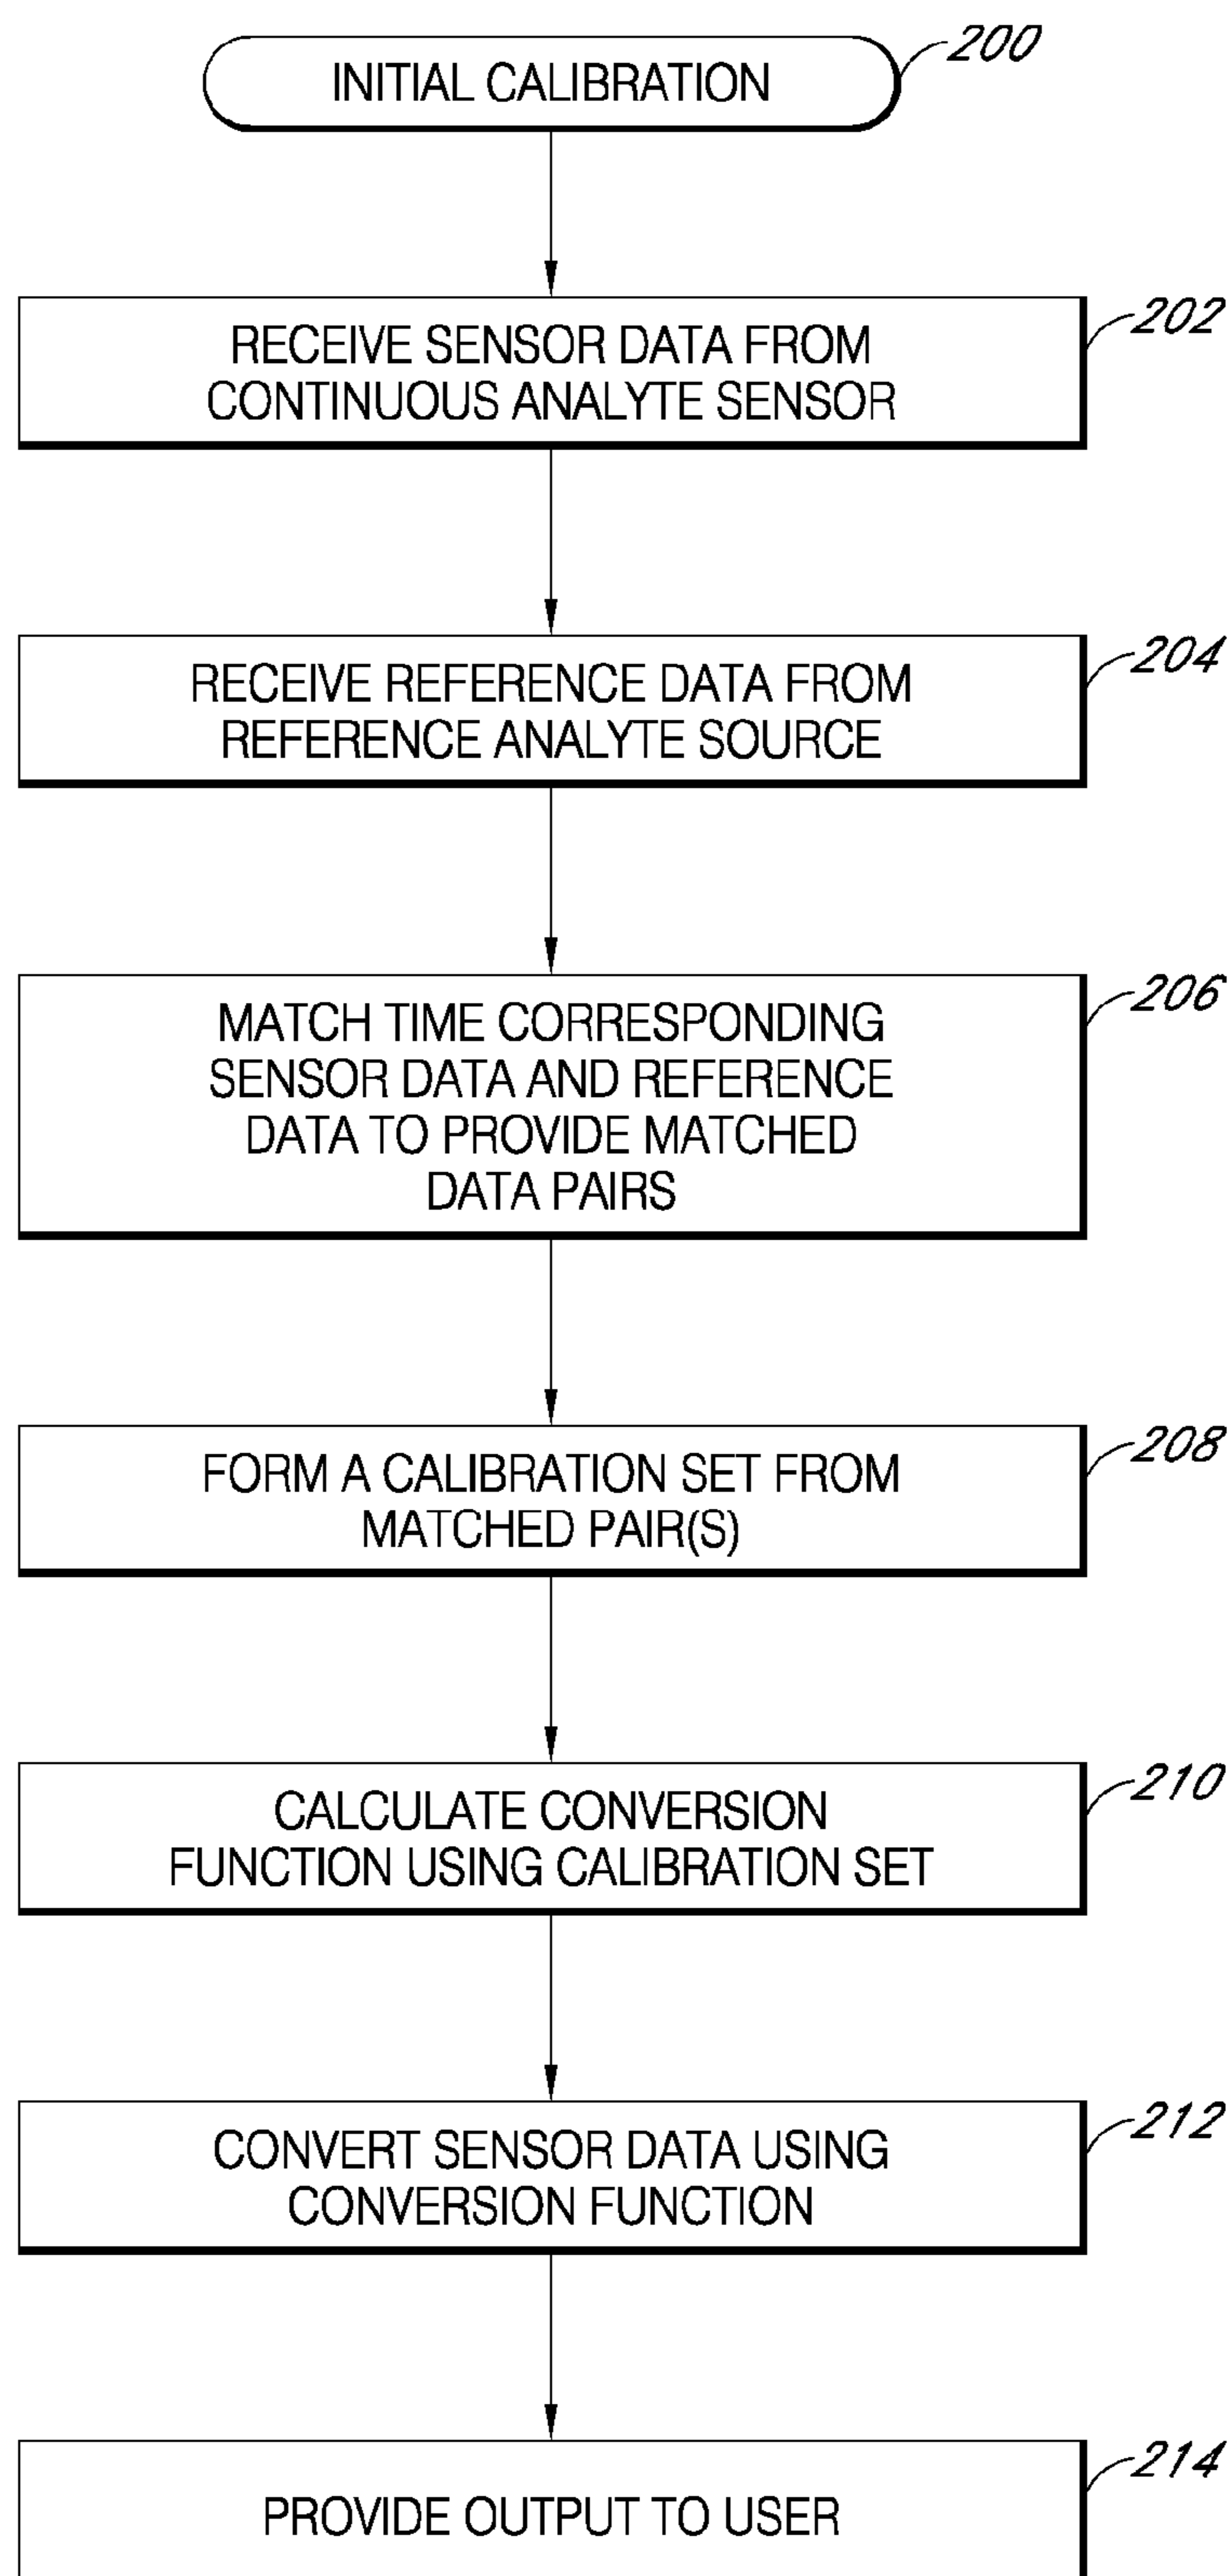 INITIAL CALIBRATION
200
RECEIVE SENSOR DATA FROM
CONTINUOUS ANALYTE SENSOR
202
RECEIVE REFERENCE DATA FROM
REFERENCE ANALYTE SOURCE
204
MATCH TIME CORRESPONDING
SENSOR DATA AND REFERENCE
DATA TO PROVIDE MATCHED
DATA PAIRS
206
FORM A CALIBRATION SET FROM
MATCHED PAIR(S)
208
CALCULATE CONVERSION
FUNCTION USING CALIBRATION SET
210
CONVERT SENSOR DATA USING
CONVERSION FUNCTION
212
PROVIDE OUTPUT TO USER
214